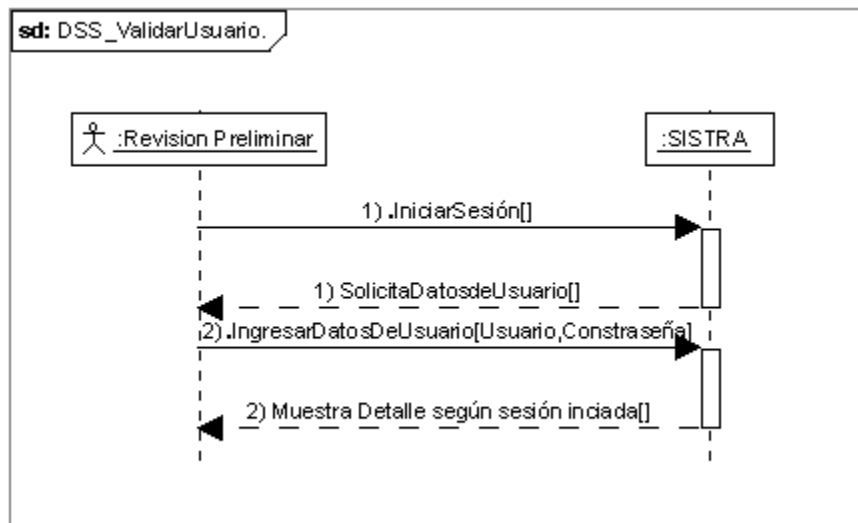 sd: DSS_ValidarUsuario.
:Revision Preliminar
:SISTRA
1) .IniciarSesión[]
1) SolicitaDatosdeUsuario[]
2).IngresarDatosDeUsuario[Usuario,Constraseña]
2) Muestra Detalle según sesión inciada[]